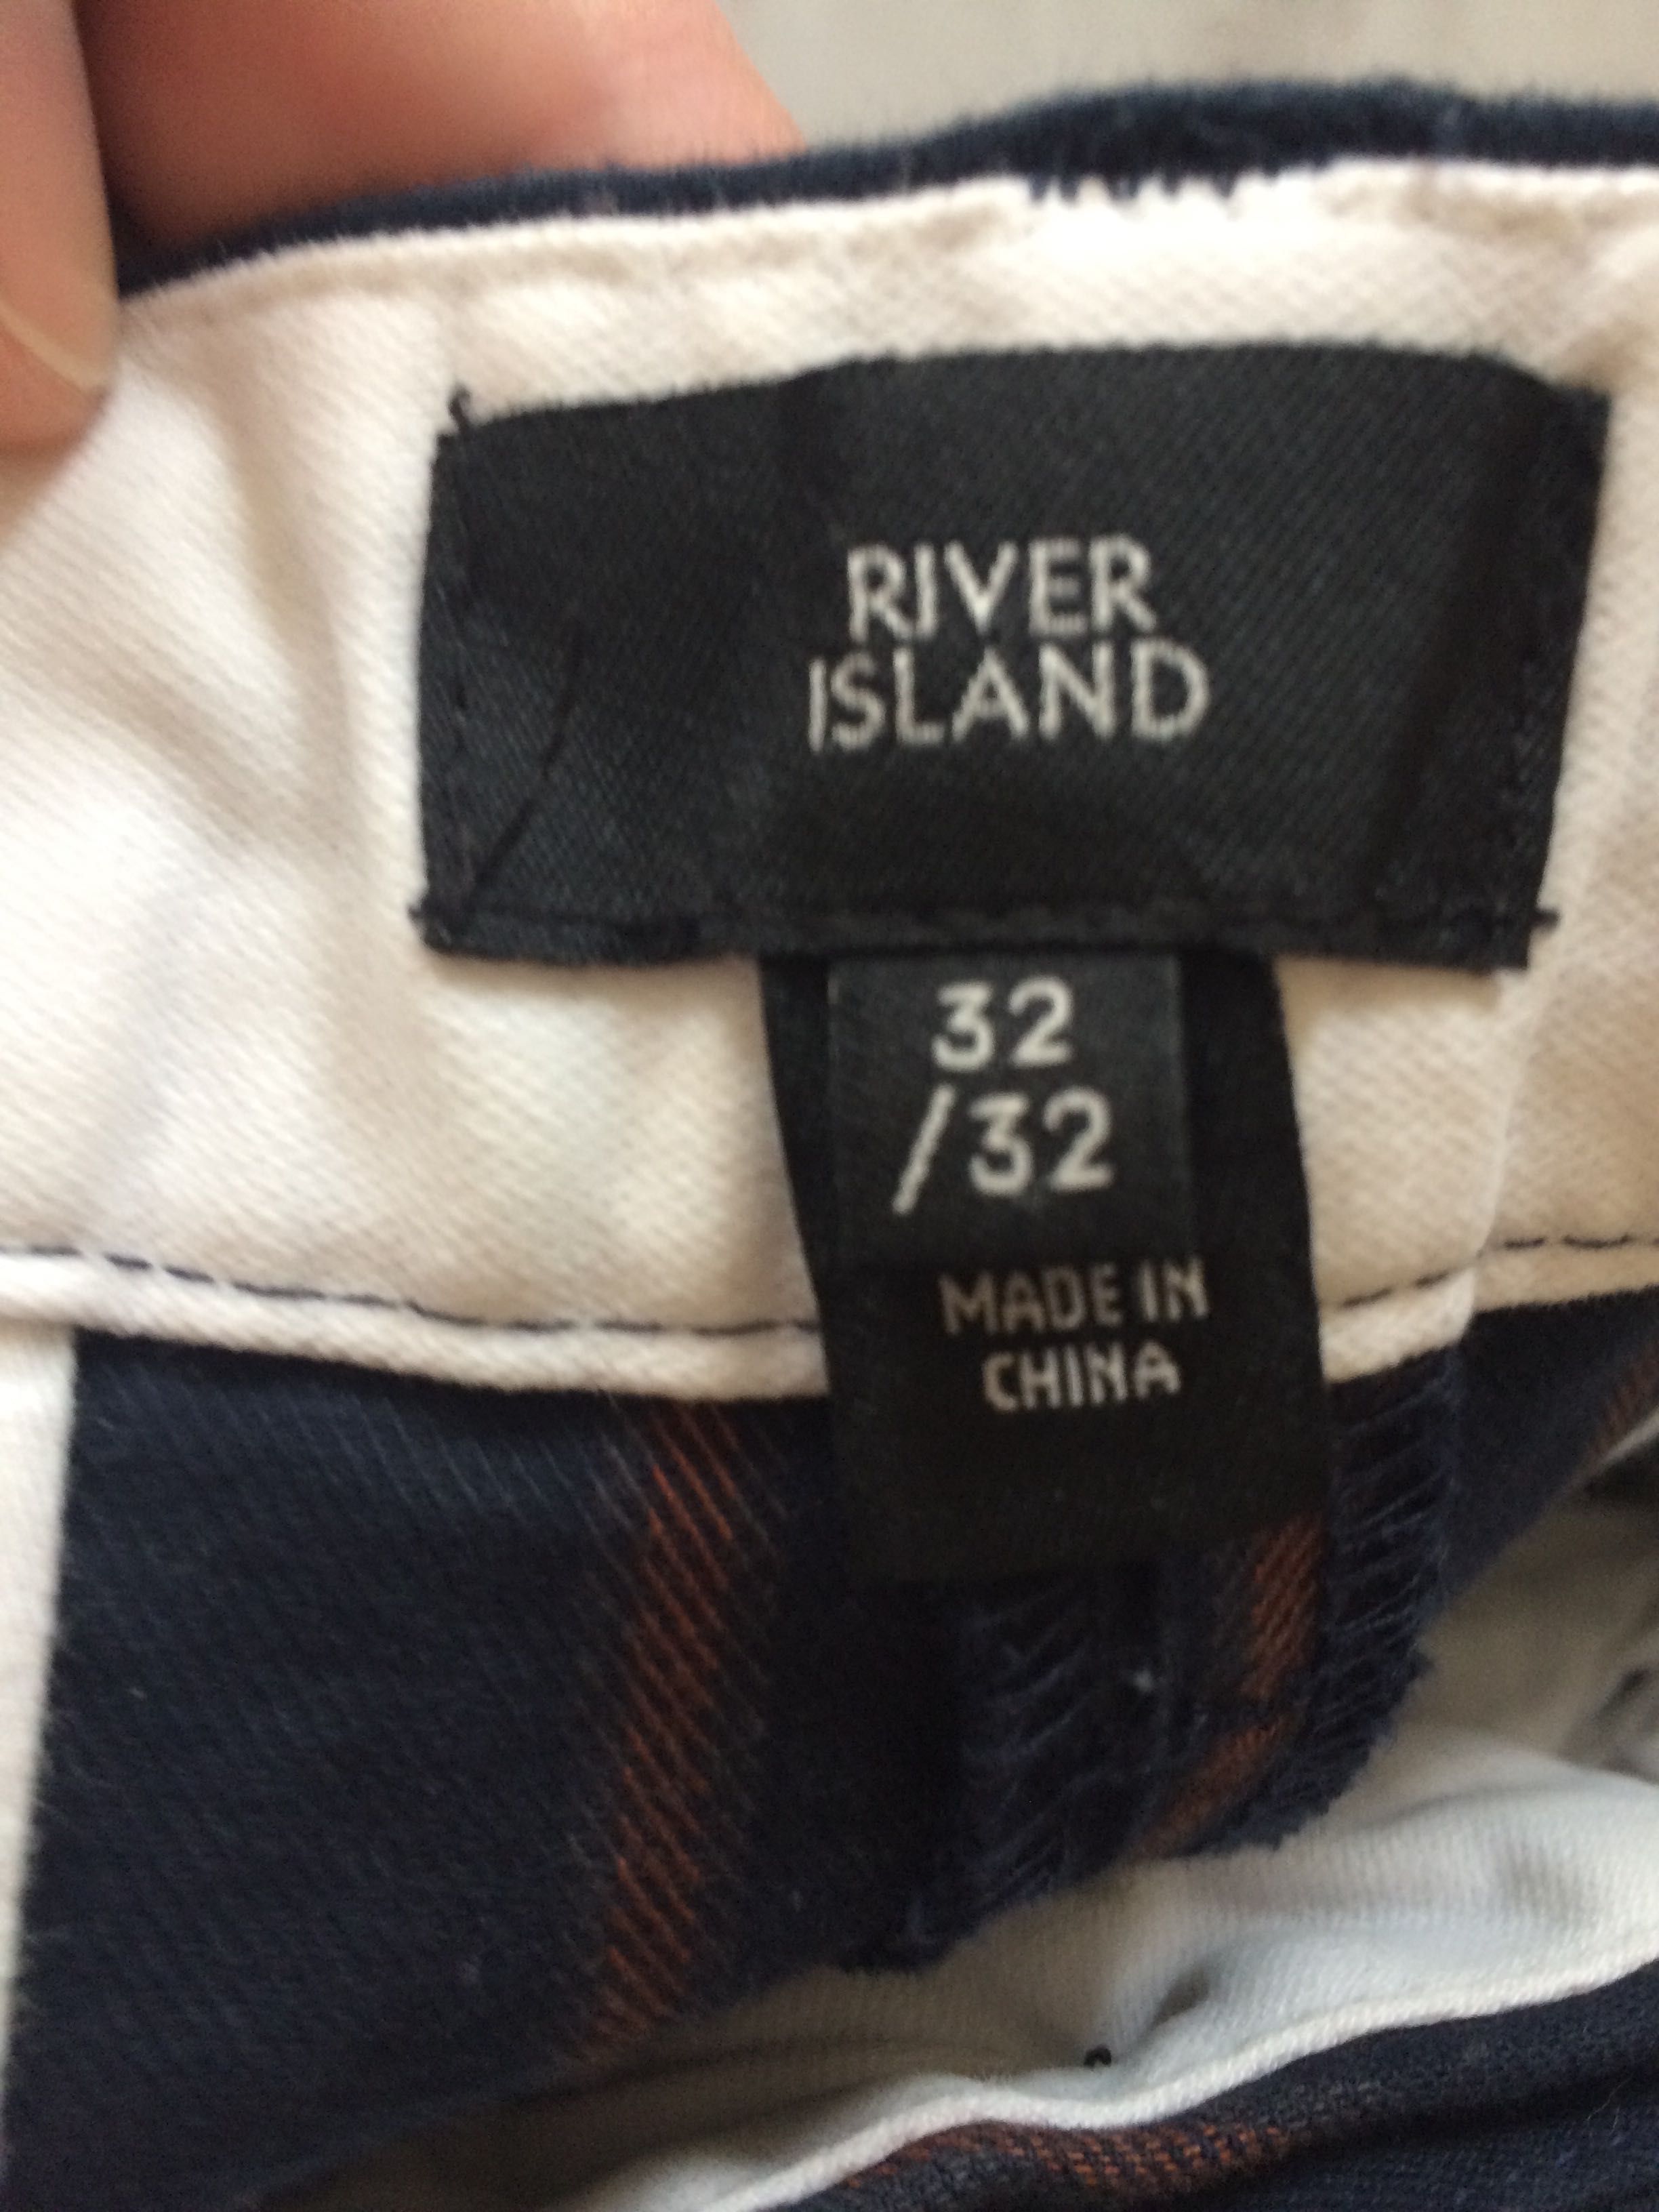 RIVER
ISLAND
32
/32
MADE IN
CHINA